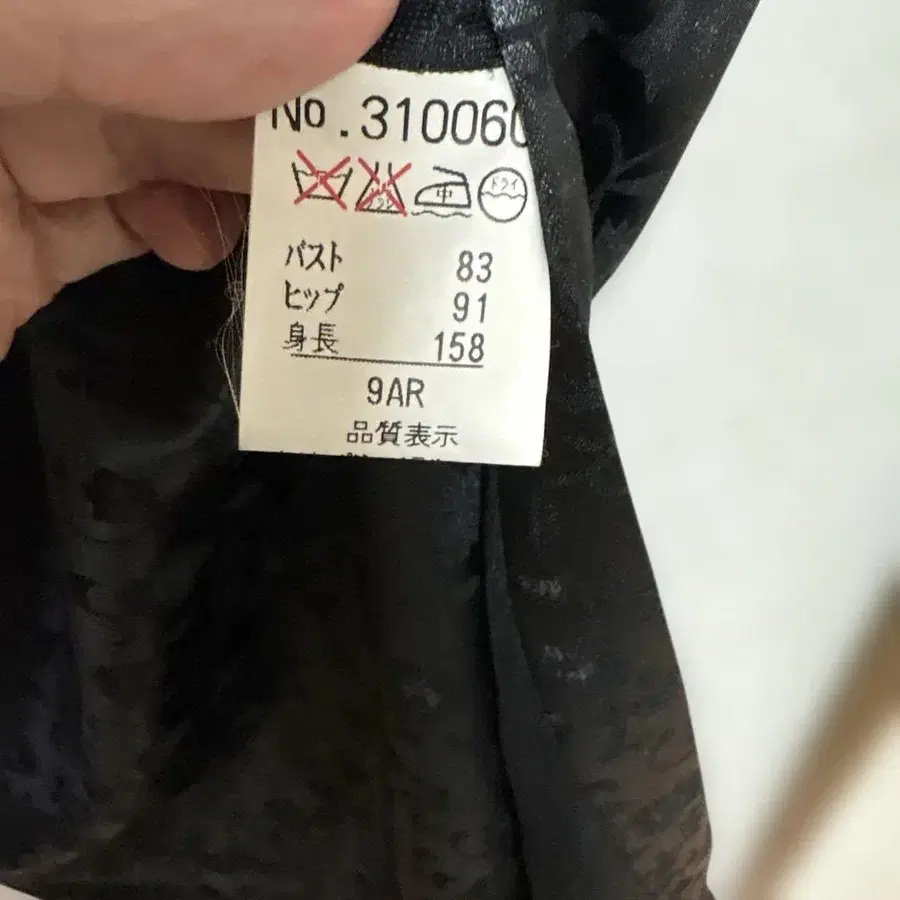 No.310060
ドライ
バスト 83
ヒップ 91
身長 158
9AR
品質表示